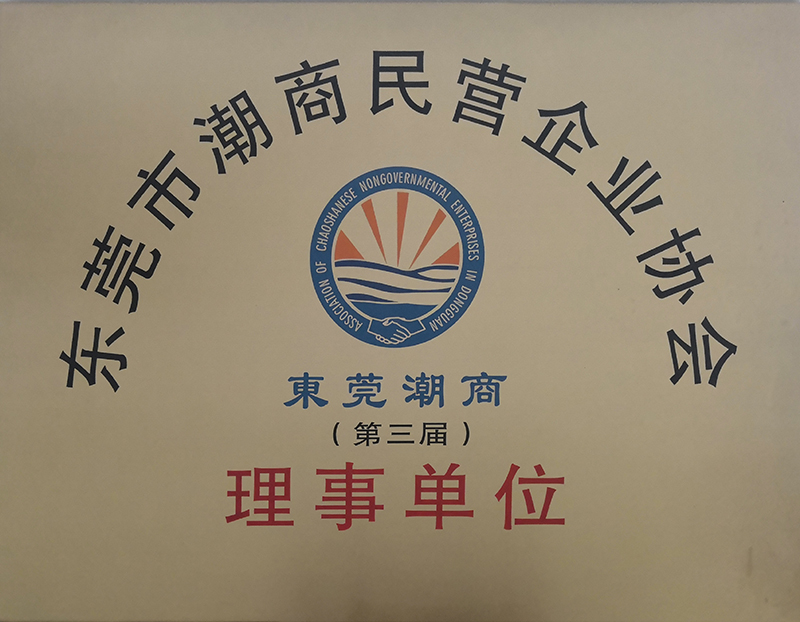 东莞市潮商民营企业协会
ASSOCIATION OF CHAOSHANESE NONGOVERNMENTAL ENTERPRISES IN DONGGUAN
東莞潮商
（第三届）
理事单位